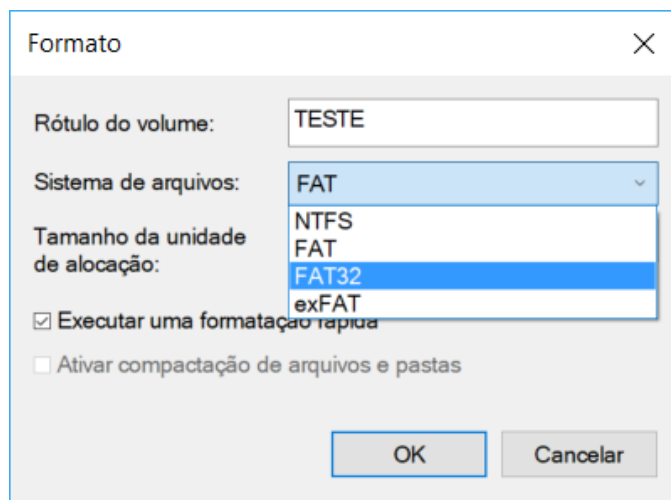 Formato
Rótulo do volume:
TESTE
Sistema de arquivos:
FAT
NTFS
FAT
FAT32
exFAT
Tamanho da unidade
de alocação:
Executar uma formatação rápida
Ativar compactação de arquivos e pastas
OK
Cancelar